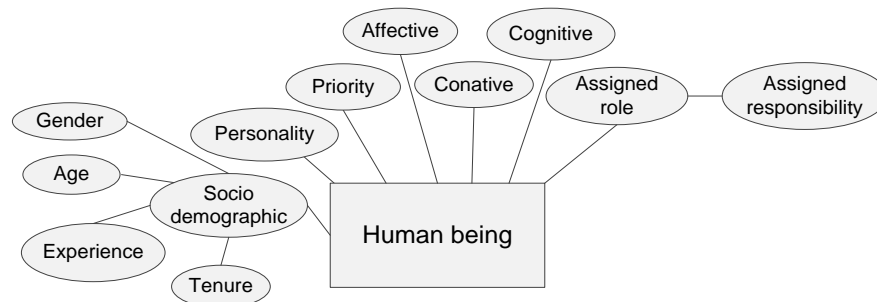 Affective
Cognitive
Priority
Conative
Assigned
role
Assigned
responsibility
Gender
Personality
Age
Socio
demographic
Human being
Experience
Tenure